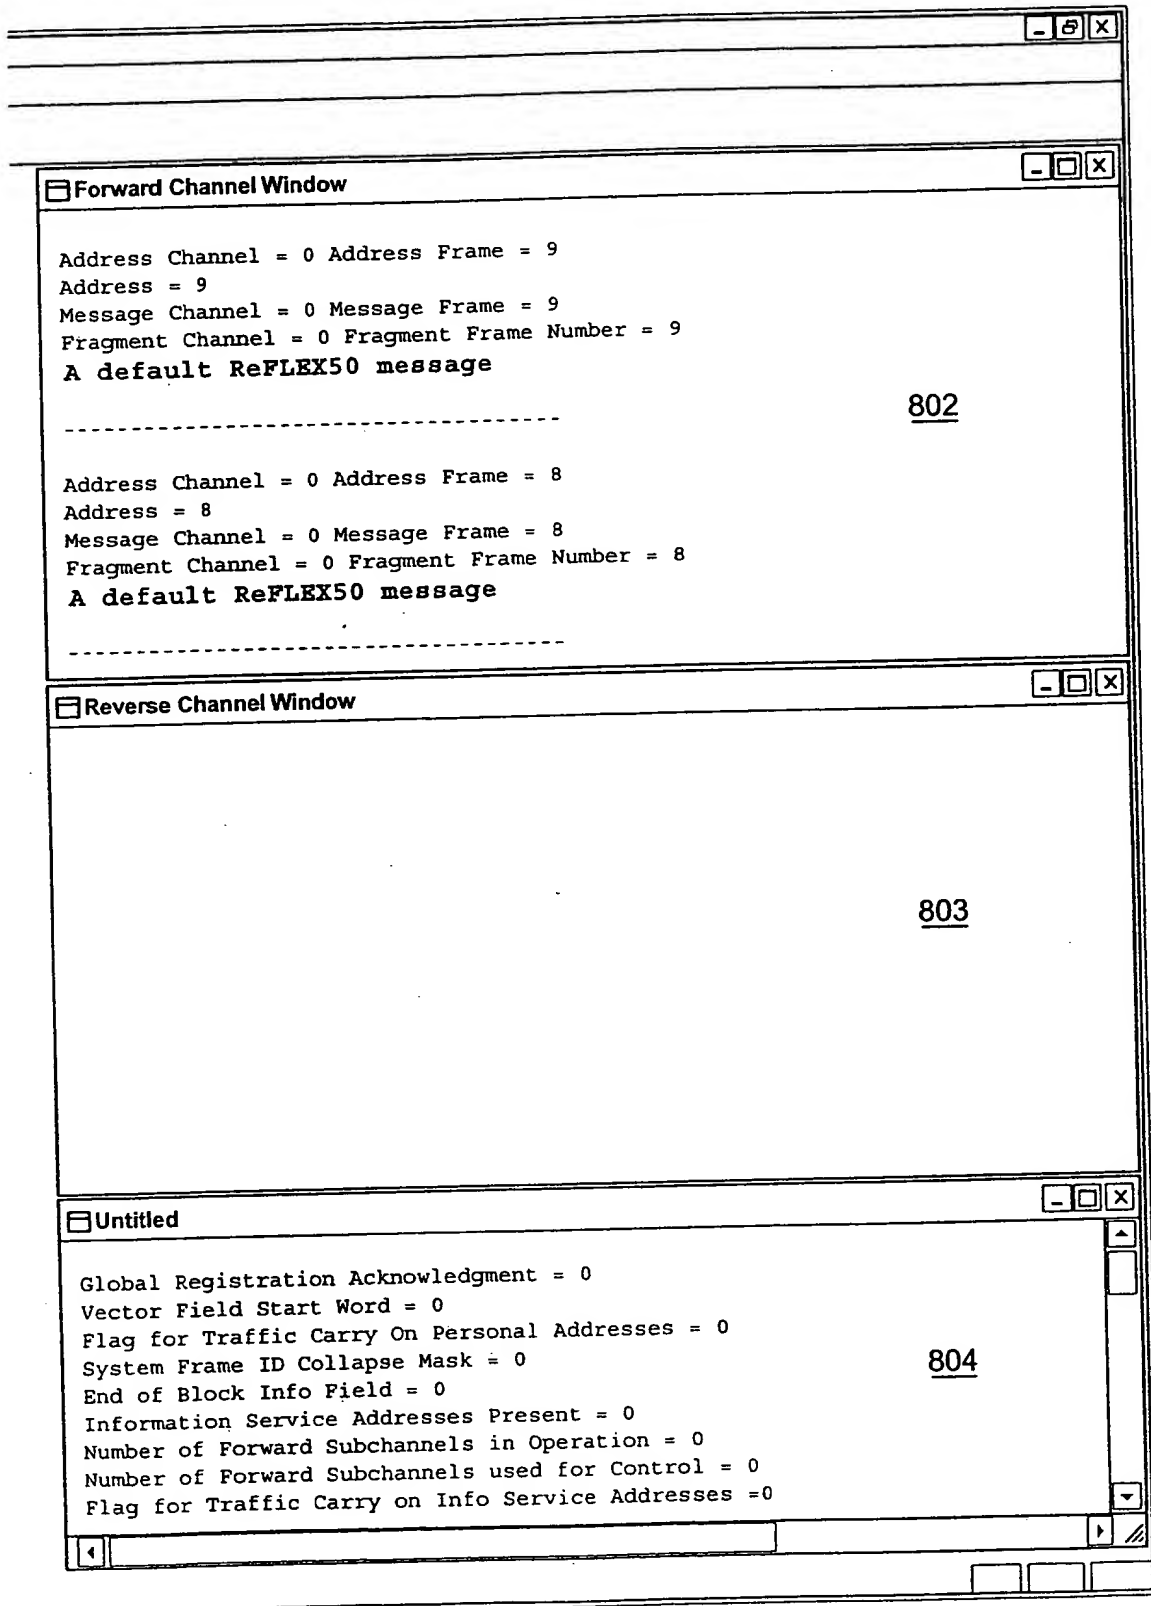 Forward Channel Window
Address Channel = 0 Address Frame = 9
Address = 9
Message Channel = 0 Message Frame = 9
Fragment Channel = 0 Fragment Frame Number = 9
A default ReFLEX50 message
802
------------------------------------
Address Channel = 0 Address Frame = 8
Address = 8
Message Channel = 0 Message Frame = 8
Fragment Channel = 0 Fragment Frame Number = 8
A default ReFLEX50 message
------------------------------------
Reverse Channel Window
803
Untitled
Global Registration Acknowledgment = 0
Vector Field Start Word = 0
Flag for Traffic Carry On Personal Addresses = 0
System Frame ID Collapse Mask = 0
804
End of Block Info Field = 0
Information Service Addresses Present = 0
Number of Forward Subchannels in Operation = 0
Number of Forward Subchannels used for Control = 0
Flag for Traffic Carry on Info Service Addresses =0